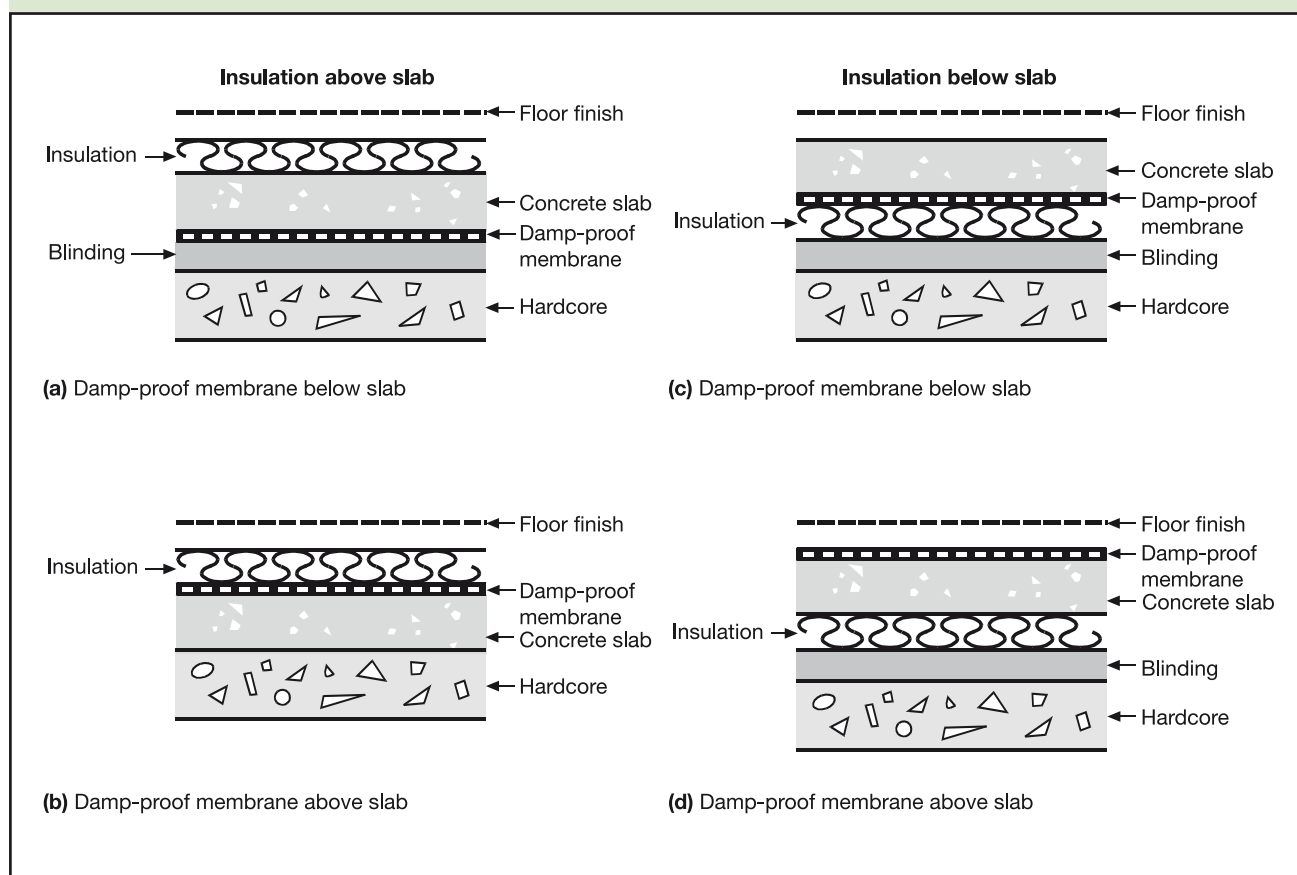 Insulation above slab
Floor finish
Insulation
Concrete slab
Damp-proof
membrane
Blinding
Hardcore
(a) Damp-proof membrane below slab
Insulation below slab
Floor finish
Concrete slab
Damp-proof
membrane
Insulation
Blinding
Hardcore
(c) Damp-proof membrane below slab
Floor finish
Insulation
Damp-proof
membrane
Concrete slab
Hardcore
(b) Damp-proof membrane above slab
Floor finish
Damp-proof
membrane
Concrete slab
Insulation
Blinding
Hardcore
(d) Damp-proof membrane above slab